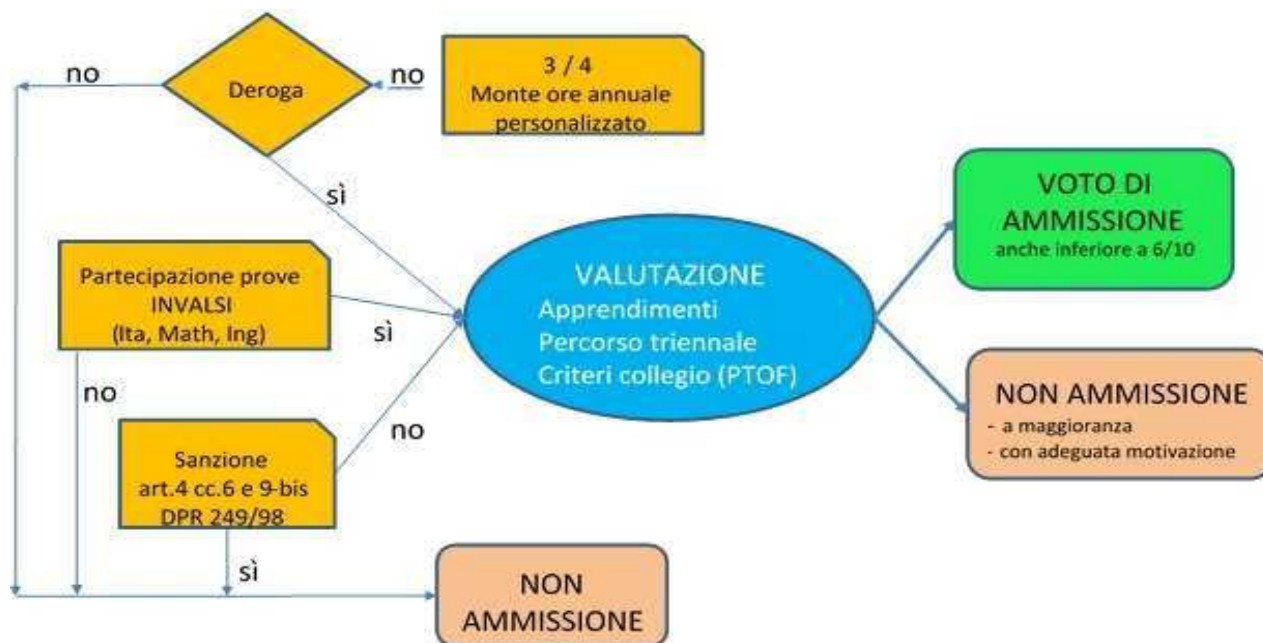 no
Deroga
no
3 / 4
Monte ore annuale
personalizzato
sì
Partecipazione prove
INVALSI
(Ita, Math, Ing)
sì
no
Sanzione
art.4 cc.6 e 9-bis
DPR 249/98
no
sì
VALUTAZIONE
Apprendimenti
Percorso triennale
Criteri collegio (PTOF)
VOTO DI
AMMISSIONE
anche inferiore a 6/10
NON AMMISSIONE
- a maggioranza
- con adeguata motivazione
NON
AMMISSIONE